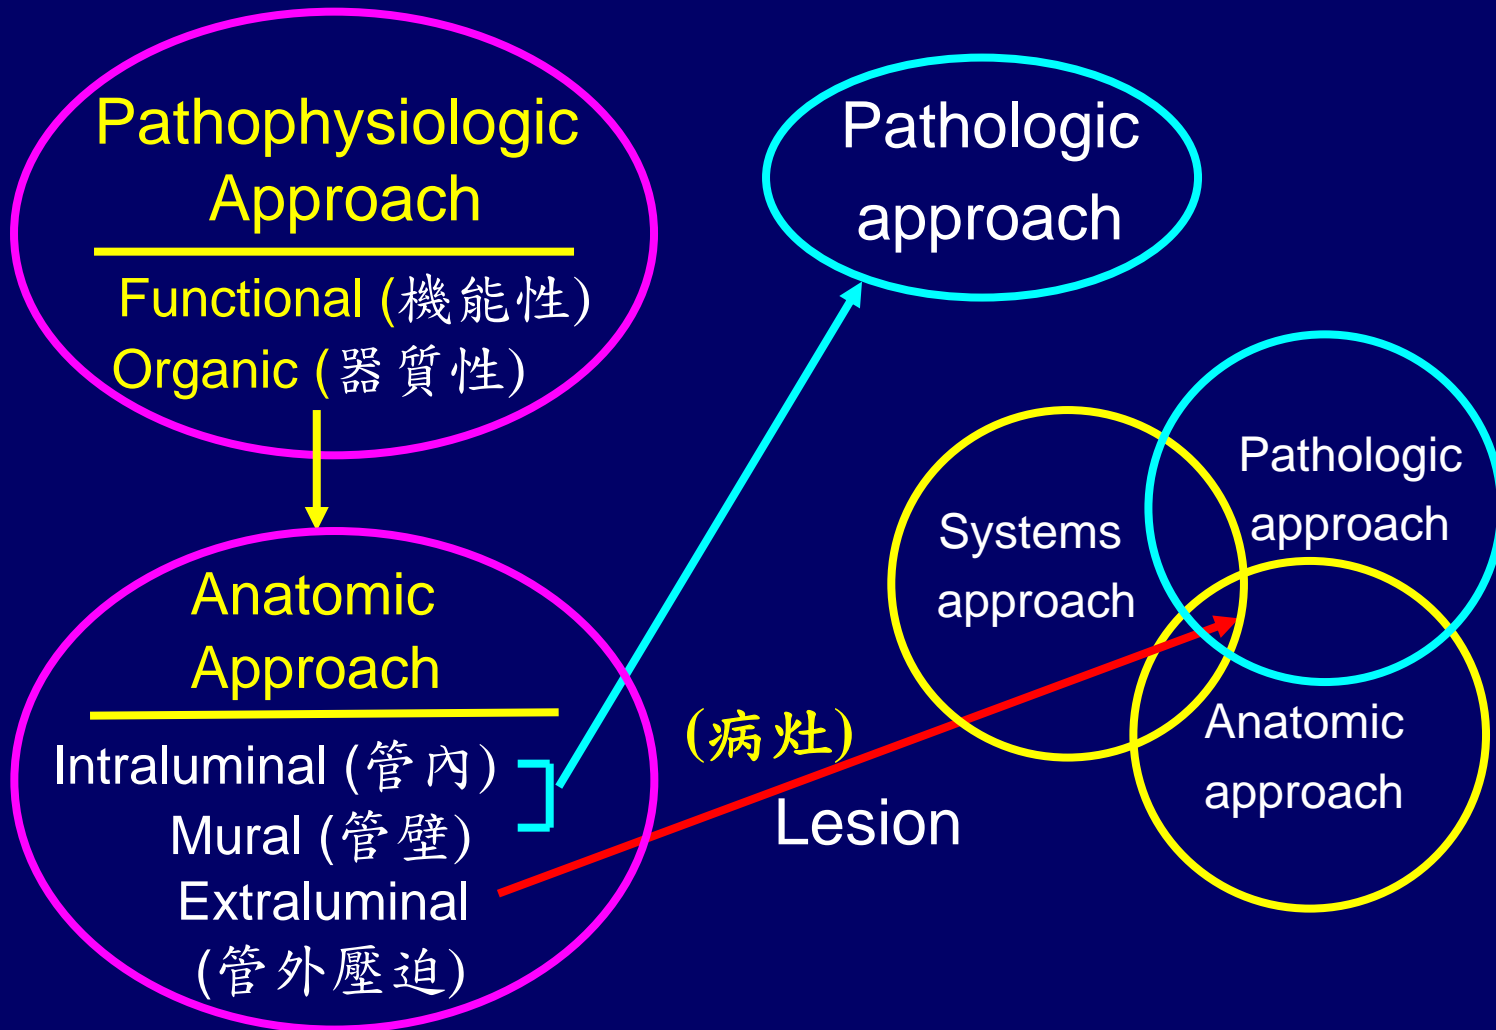 Pathophysiologic
Approach
Functional (機能性)
Organic (器質性)
Anatomic
Approach
Intraluminal (管內)
Mural (管壁)
Extraluminal
(管外壓迫)
Pathologic
approach
(病灶)
Lesion
Systems
approach
Pathologic
approach
Anatomic
approach